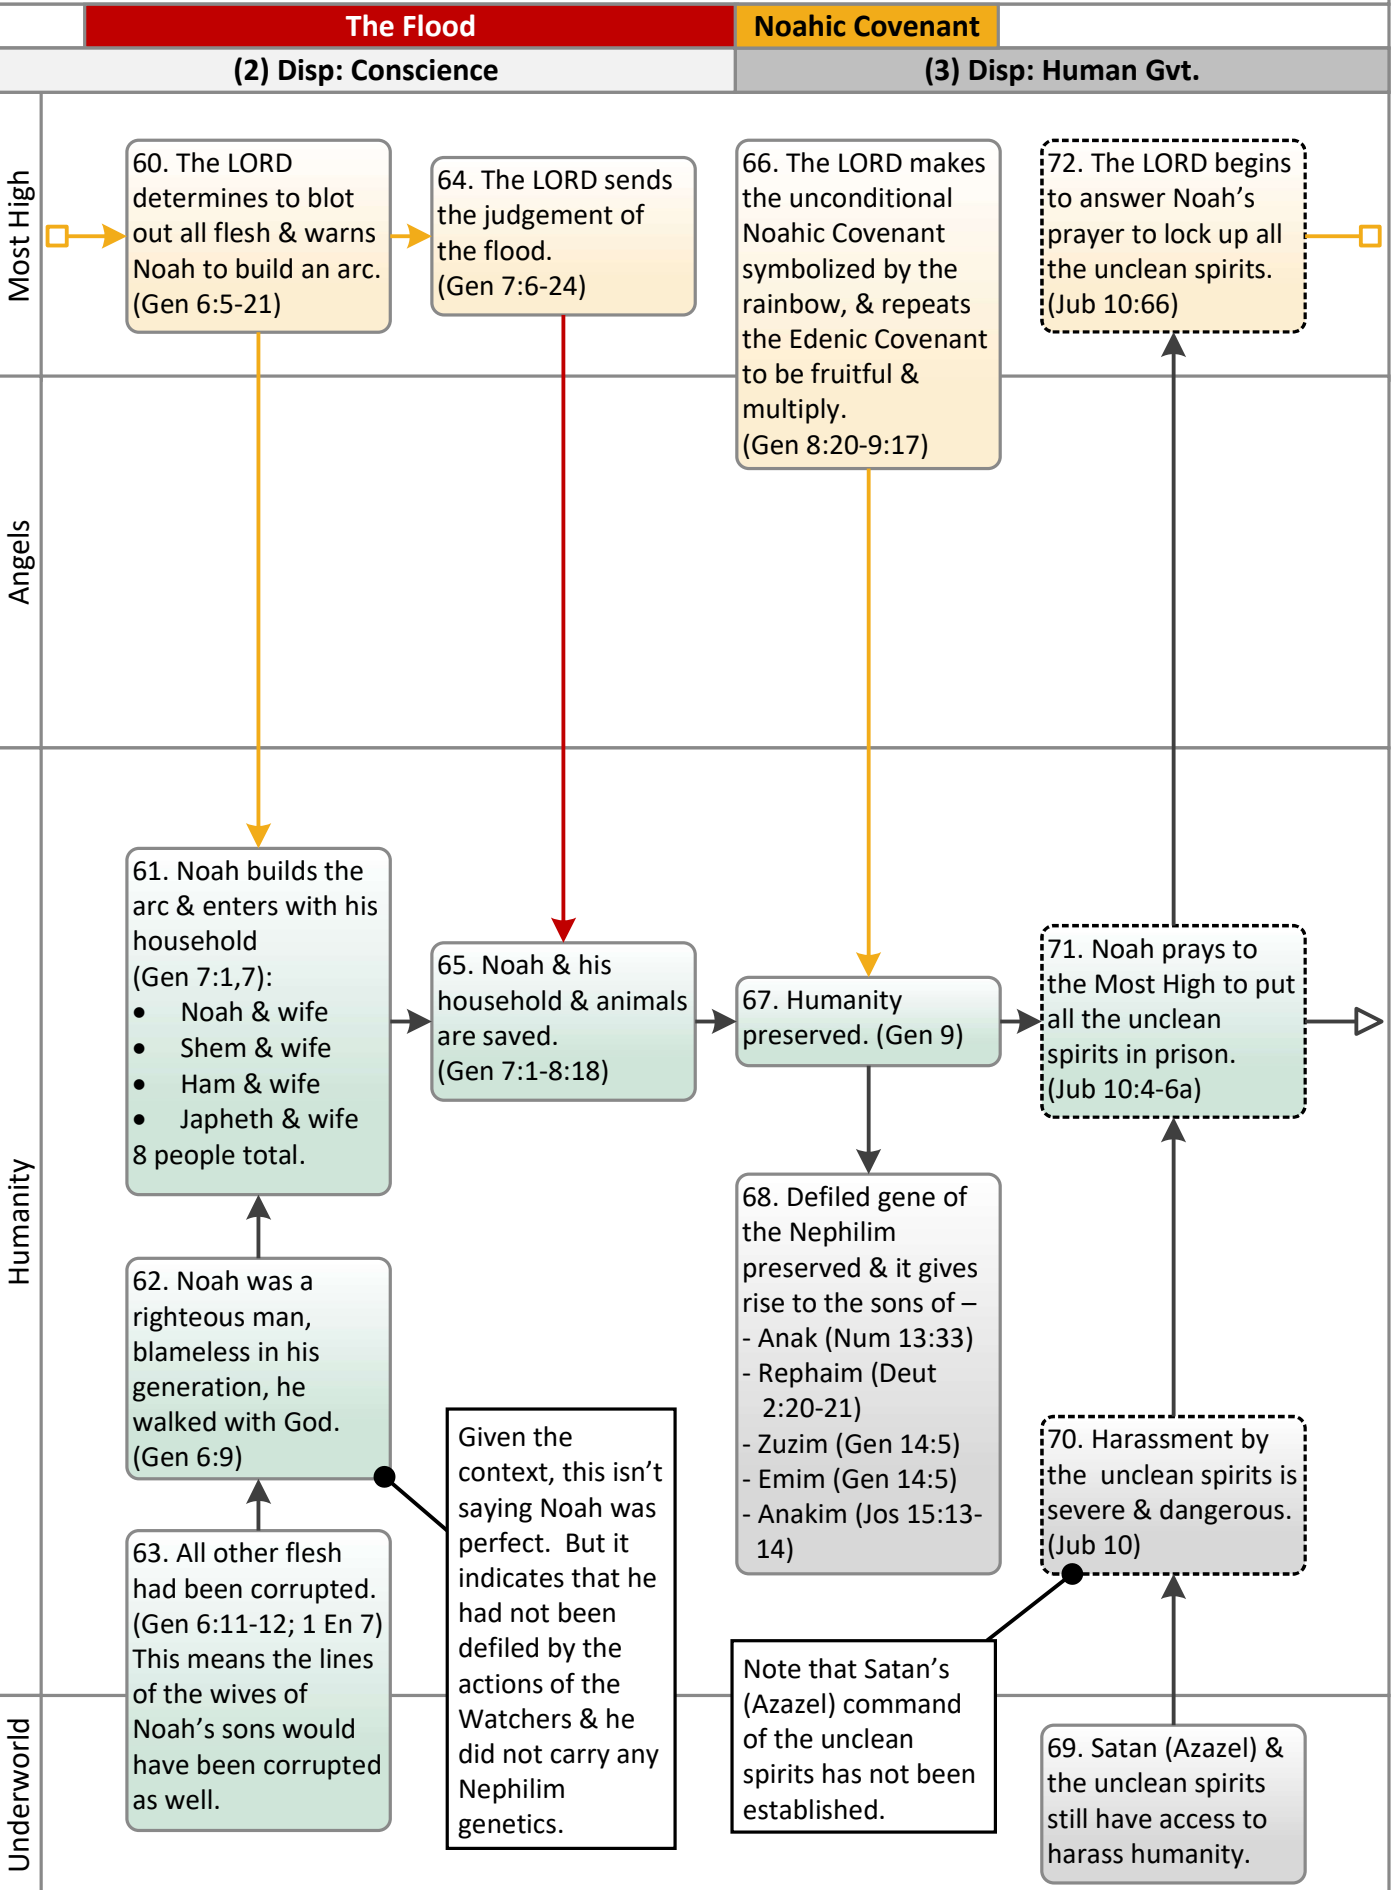 The Flood
Noahic Covenant
(2) Disp: Conscience
(3) Disp: Human Gvt.
Most High
60. The LORD
determines to blot
out all flesh & warns
Noah to build an arc.
(Gen 6:5-21)
64. The LORD sends
the judgement of
the flood.
(Gen 7:6-24)
66. The LORD makes
the unconditional
Noahic Covenant
symbolized by the
rainbow, & repeats
the Edenic Covenant
to be fruitful &
multiply.
(Gen 8:20-9:17)
72. The LORD begins
to answer Noah’s
prayer to lock up all
the unclean spirits.
(Jub 10:66)
Angels
Humanity
61. Noah builds the
arc & enters with his
household
(Gen 7:1,7):
• Noah & wife
• Shem & wife
• Ham & wife
• Japheth & wife
8 people total.
65. Noah & his
household & animals
are saved.
(Gen 7:1-8:18)
67. Humanity
preserved. (Gen 9)
71. Noah prays to
the Most High to put
all the unclean
spirits in prison.
(Jub 10:4-6a)
62. Noah was a
righteous man,
blameless in his
generation, he
walked with God.
(Gen 6:9)
68. Defiled gene of
the Nephilim
preserved & it gives
rise to the sons of –
- Anak (Num 13:33)
- Rephaim (Deut
2:20-21)
- Zuzim (Gen 14:5)
- Emim (Gen 14:5)
- Anakim (Jos 15:13-
14)
70. Harassment by
the unclean spirits is
severe & dangerous.
(Jub 10)
Given the
context, this isn’t
saying Noah was
perfect. But it
indicates that he
had not been
defiled by the
actions of the
Watchers & he
did not carry any
Nephilim
genetics.
63. All other flesh
had been corrupted.
(Gen 6:11-12; 1 En 7)
This means the lines
of the wives of
Noah’s sons would
have been corrupted
as well.
Note that Satan’s
(Azazel) command
of the unclean
spirits has not been
established.
Underworld
69. Satan (Azazel) &
the unclean spirits
still have access to
harass humanity.